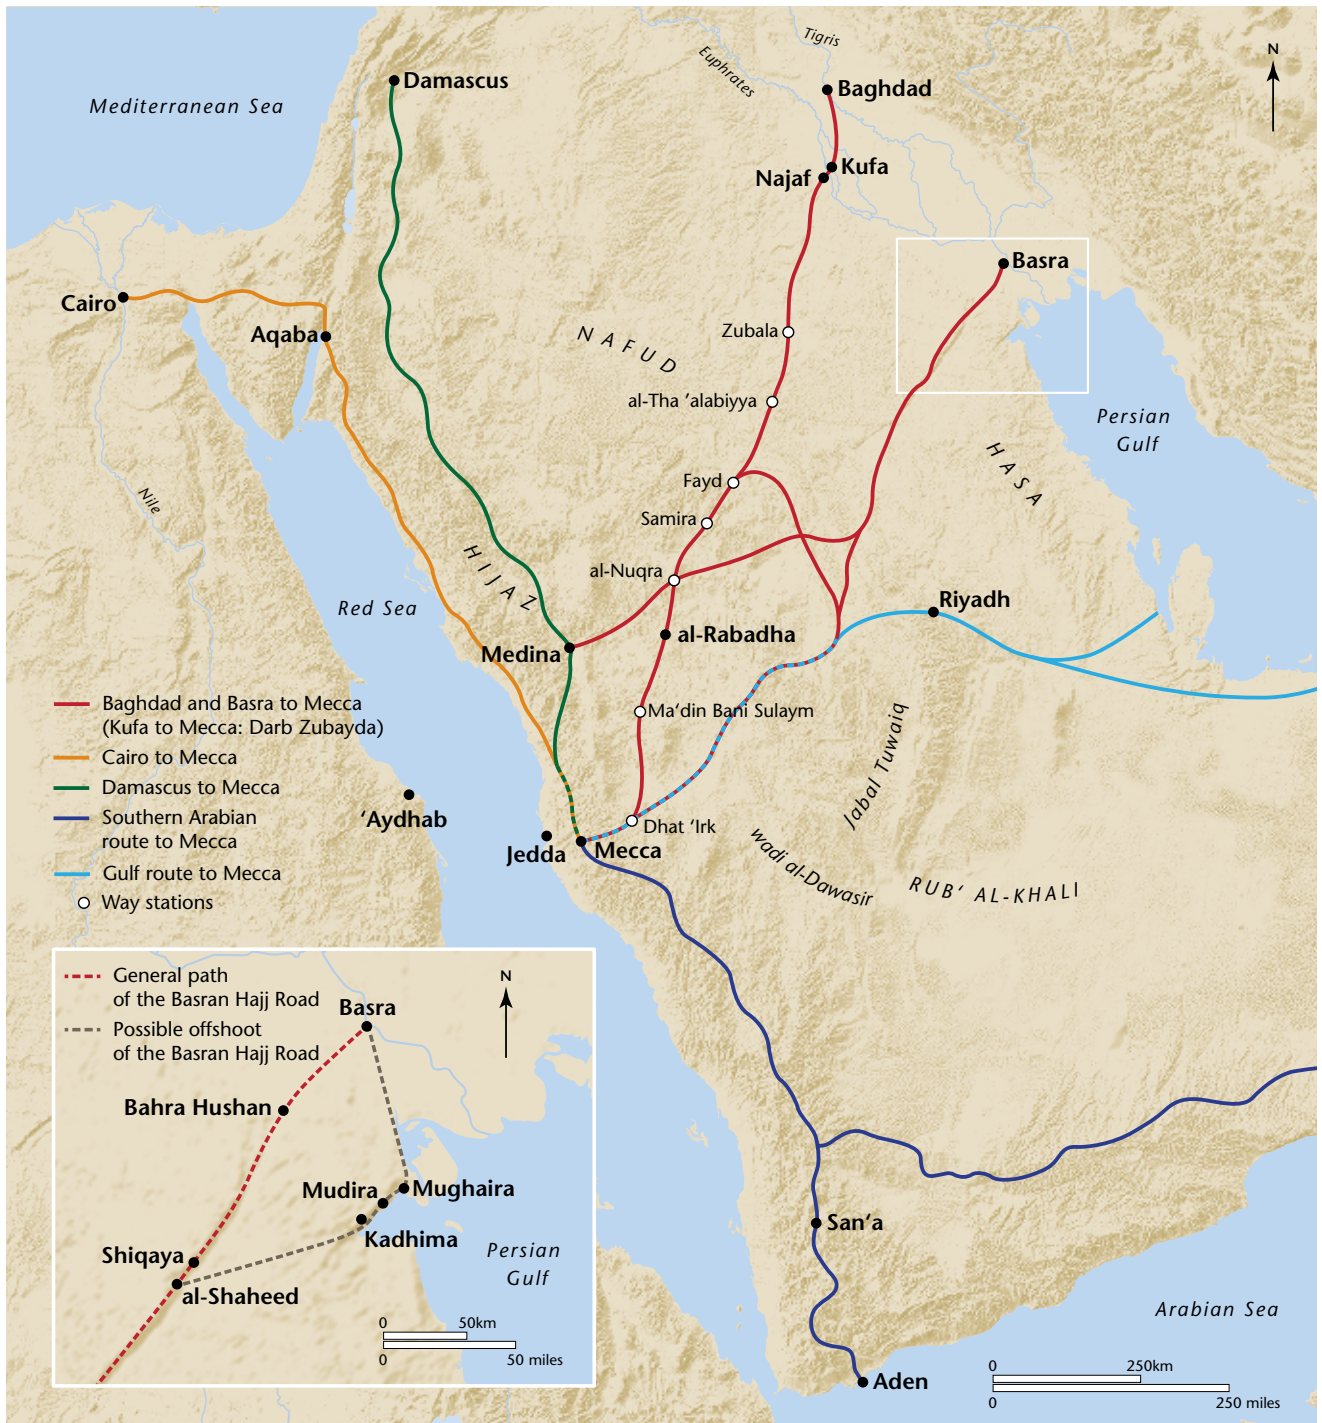 Tigris
Euphrates
N
Damascus
Baghdad
Mediterranean Sea
Kufa
Najaf
Basra
Cairo
Aqaba
Zubala
NAFUD
al-Tha ‘alabiyya
Persian
Gulf
HASA
Fayd
Nile
Samira
HIJAZ
al-Nuqra
Red Sea
Riyadh
al-Rabadha
Medina
Ma‘din Bani Sulaym
Jabal Tuwaiq
Baghdad and Basra to Mecca
(Kufa to Mecca: Darb Zubayda)
Cairo to Mecca
Damascus to Mecca
Southern Arabian
route to Mecca
Gulf route to Mecca
Way stations
‘Aydhab
Jedda
Mecca
Dhat ‘Irk
Wadi al-Dawasir
RUB‘ AL-KHALI
General path
of the Basran Hajj Road
Possible offshoot
of the Basran Hajj Road
N
Basra
Bahra Hushan
Mudira
Mughaira
Kadhima
Shiqaya
al-Shaheed
Persian
Gulf
0 50km
0 50 miles
San‘a
Aden
Arabian Sea
0 250km
0 250 miles